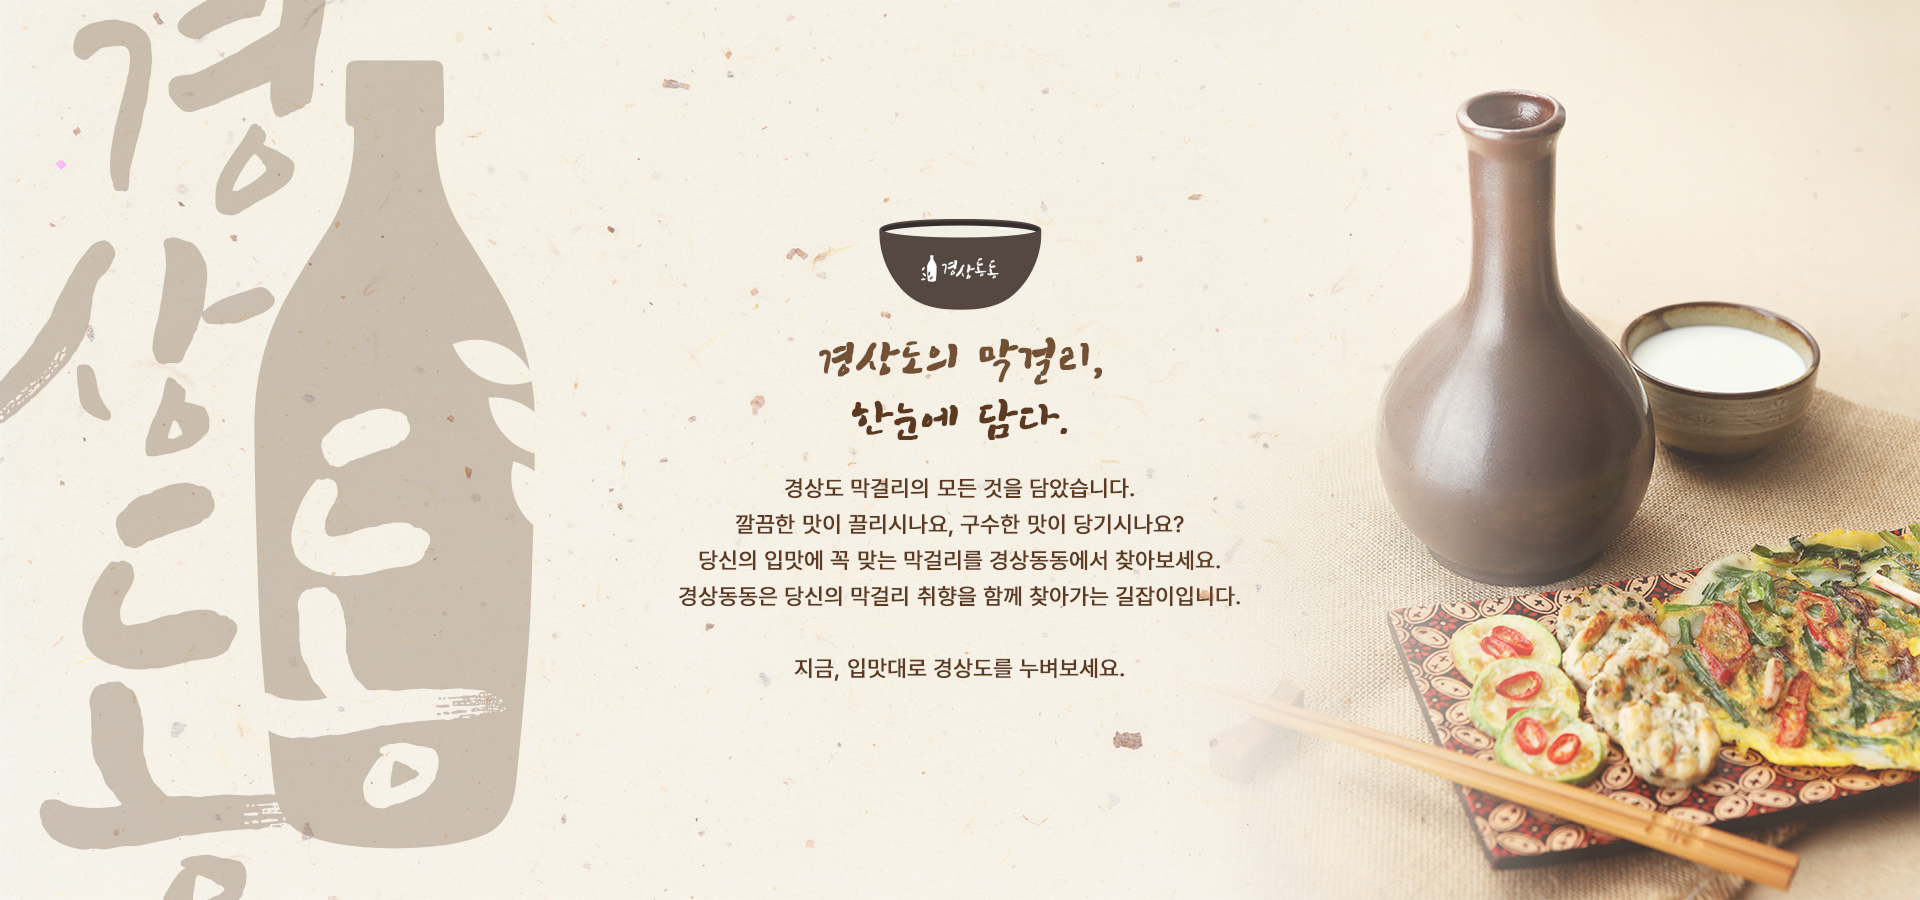 경상동동
경상동동
경상도의 막걸리,
한눈에 담다.
경상도 막걸리의 모든 것을 담았습니다.
깔끔한 맛이 끌리시나요, 구수한 맛이 당기시나요?
당신의 입맛에 꼭 맞는 막걸리를 경상동동에서 찾아보세요.
경상동동은 당신의 막걸리 취향을 함께 찾아가는 길잡이입니다.
지금, 입맛대로 경상도를 누벼보세요.